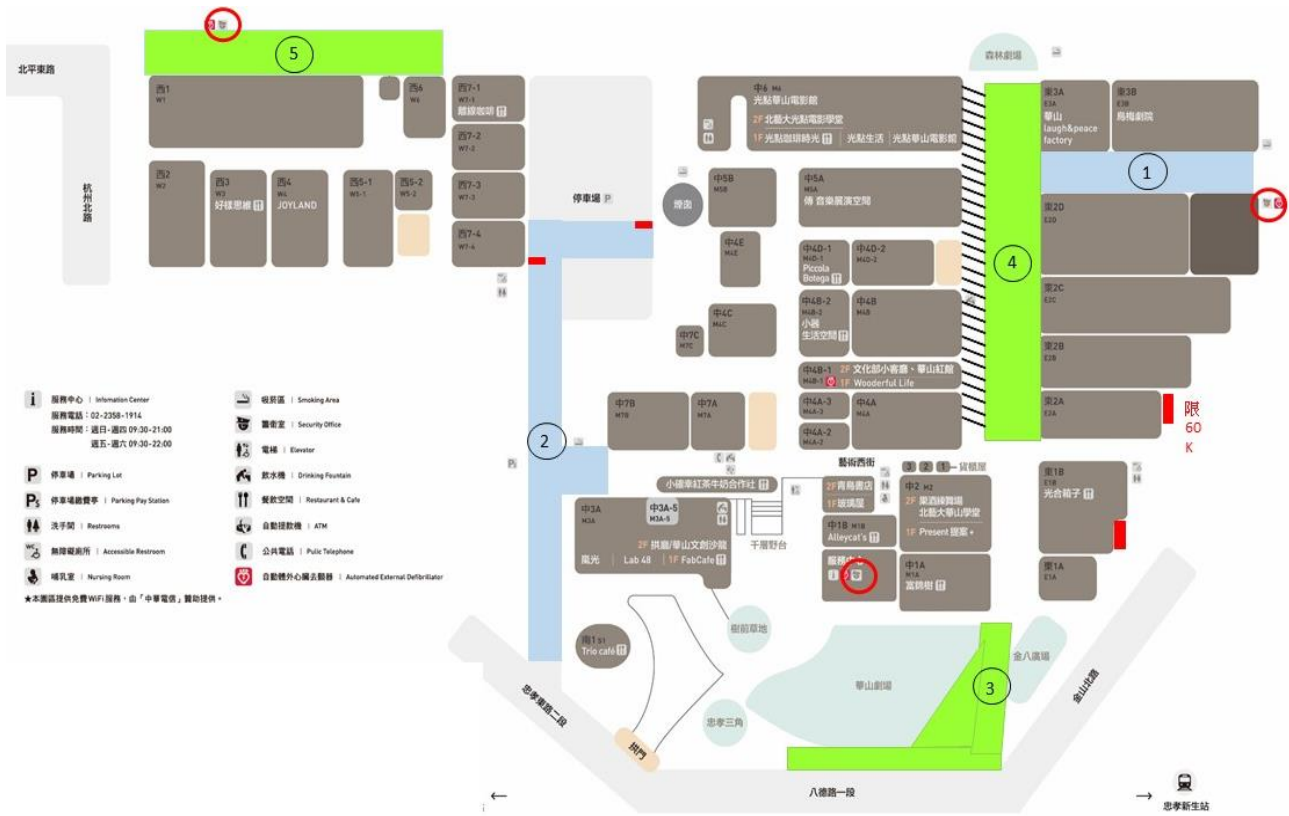 5
北平東路
杭州北路
西1
W1
西6
W6
西7-1
W7-1
離線咖啡
西7-2
W7-2
西7-3
W7-3
西7-4
W7-4
西2
W2
西3
W3
好樣思維
西4
W4
JOYLAND
西5-1
W5-1
西5-2
W5-2
停車場 P
煙囪
中6 M6
光點華山電影館
2F 北藝大光點電影學堂
1F 光點咖啡時光 | 光點生活 | 光點華山電影館
中5B
M5B
中5A
M5A
傳 音樂展演空間
中4E
M4E
中4D-1
M4D-1
Piccola
Botega
中4D-2
M4D-2
中4C
M4C
中7C
M7C
中4B-2
M4B-2
小器
生活空間
中4B
M4B
中4B-1
M4B-1
2F 文化部小客廳、華山紅館
1F Wooderful Life
中7B
M7B
中7A
M7A
中4A-3
M4A-3
中4A
M4A
中4A-2
M4A-2
森林劇場
4
東3A
E3A
華山
laugh&peace
factory
東3B
E3B
烏梅劇院
1
東2D
E2D
東2C
E2C
東2B
E2B
東2A
E2A
限
60
K
東1B
E1B
光合箱子
東1A
E1A
2
小確幸紅茶牛奶合作社
中3A
M3A
中3A-5
M3A-5
2F 拱廳/華山文創沙龍
風光 | Lab 48 | 1F FabCafe
千層野台
藝術西街
2F 青鳥書店
1F 玻璃屋
中1B M1B
Alleycat's
服務中心
3 2 1 — 貨櫃屋
中2 M2
2F 果酒練舞場
北藝大華山學堂
1F Present 提案+
中1A
M1A
富錦樹
南1 S1
Trio café
樹前草地
忠孝三角
華山劇場
3
金八廣場
拱門
忠孝東路二段
八德路一段
金山北路
←
→
忠孝新生站
i 服務中心 | Infomation Center
服務電話：02-2358-1914
服務時間：週日-週四 09:30-21:00
週五-週六 09:30-22:00
P 停車場 | Parking Lot
Ps 停車場繳費亭 | Parking Pay Station
洗手間 | Restrooms
WC 無障礙廁所 | Accessible Restroom
哺乳室 | Nursing Room
吸菸區 | Smoking Area
警衛室 | Security Office
電梯 | Elevator
飲水機 | Drinking Fountain
餐飲空間 | Restaurant & Cafe
自動提款機 | ATM
公共電話 | Pulic Telephone
自動體外心臟去顫器 | Automated External Defibrillator
★本園區提供免費WiFi服務，由「中華電信」贊助提供。